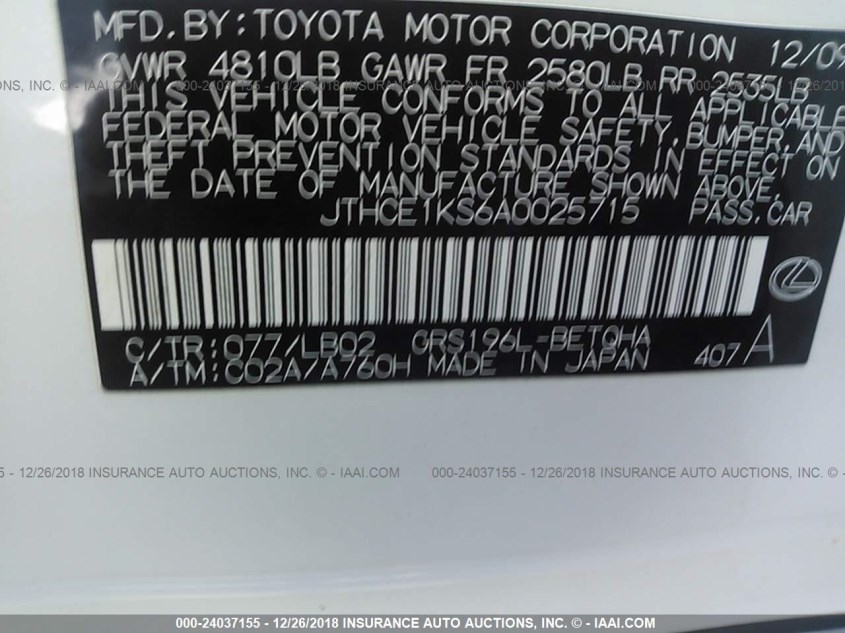 MFD. BY: TOYOTA MOTOR CORPORATION 12/09
GVWR 4810LB GAWR FR 2580LB RR 2535LB
THIS VEHICLE CONFORMS TO ALL APPLICABLE
FEDERAL MOTOR VEHICLE SAFETY, BUMPER, AND
THEFT PREVENTION STANDARDS IN EFFECT ON
THE DATE OF MANUFACTURE SHOWN ABOVE.
JTHCE1KS6A0025715 PASS. CAR
C/TR: 077/LB02 GRS196L-BETQHA
A/TM: C02A/A760H MADE IN JAPAN 407 A
000-24037155 - 12/26/2018 INSURANCE AUTO AUCTIONS, INC. © - IAAI.COM
000-24037155 - 12/26/2018 INSURANCE AUTO AUCTIONS, INC. ©
000-24037155 - 12/26/2018 INSURANCE AUTO AUCTIONS, INC. © - IAAI.COM